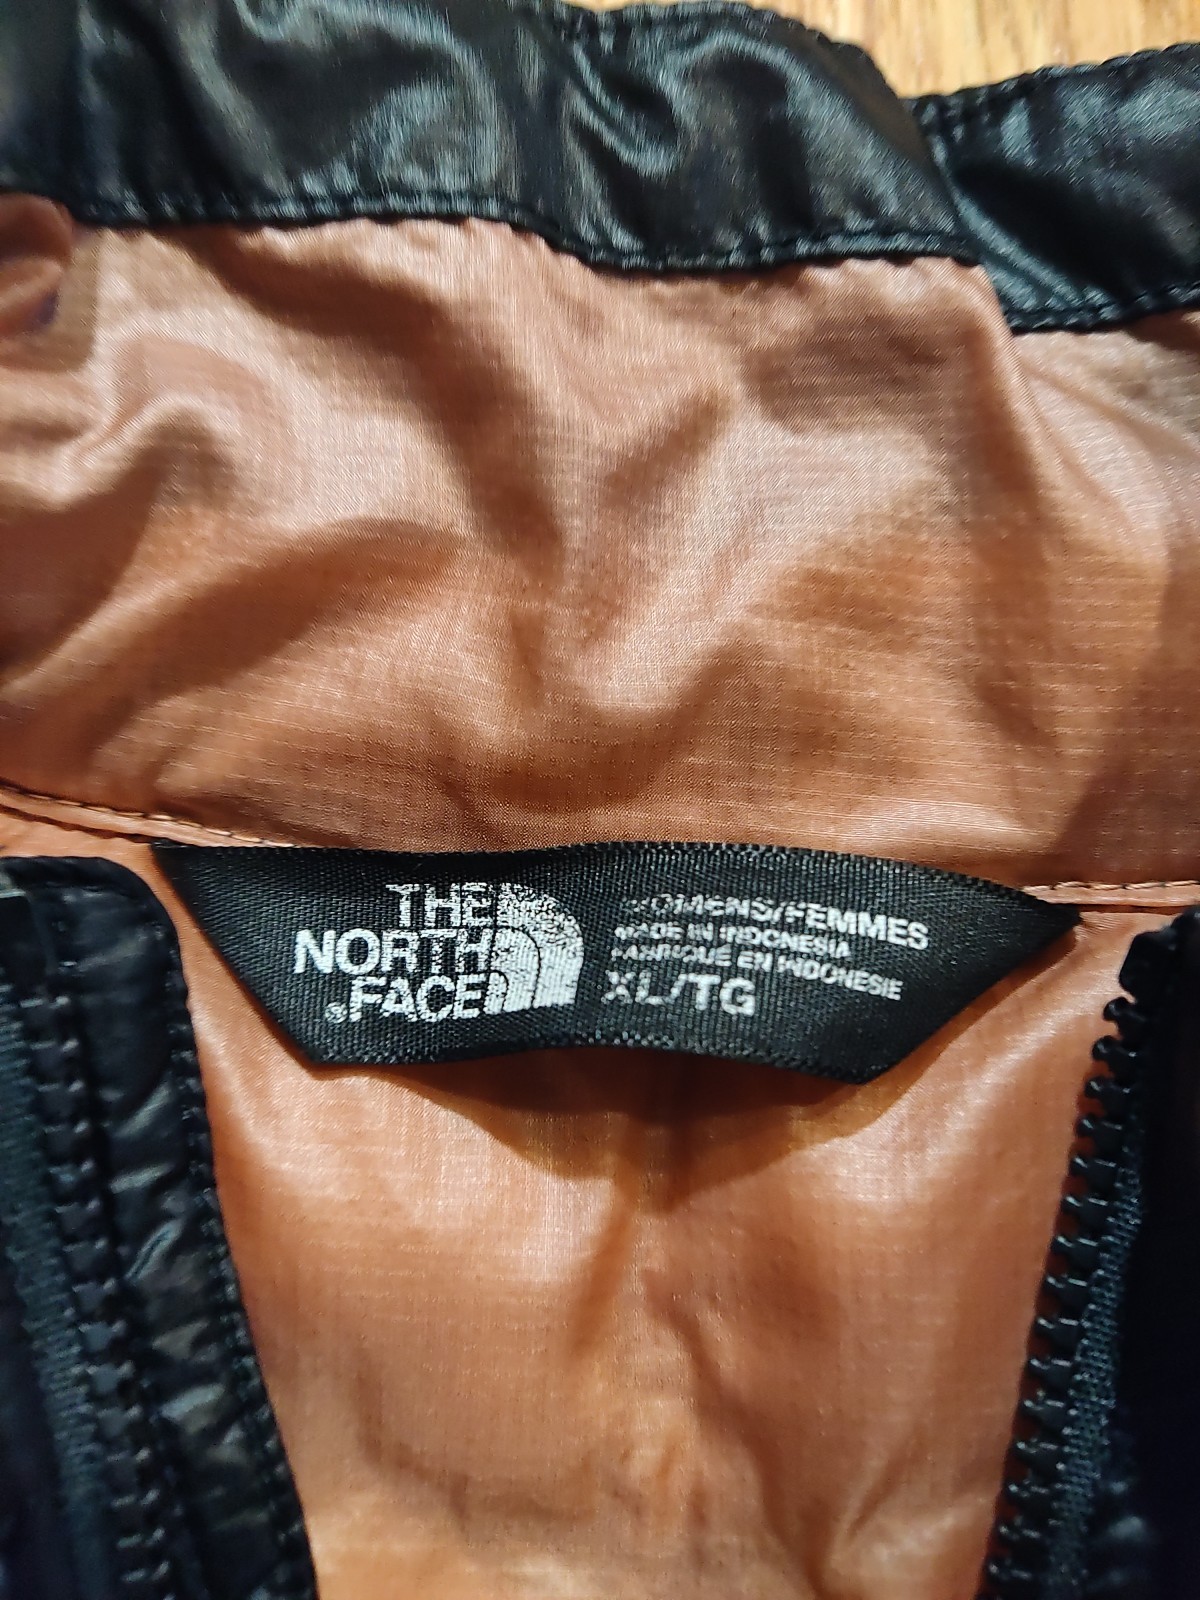 THE
NORTH
®FACE
WOMENS/FEMMES
MADE IN INDONESIA
FABRIQUÉ EN INDONESIE
XL/TG